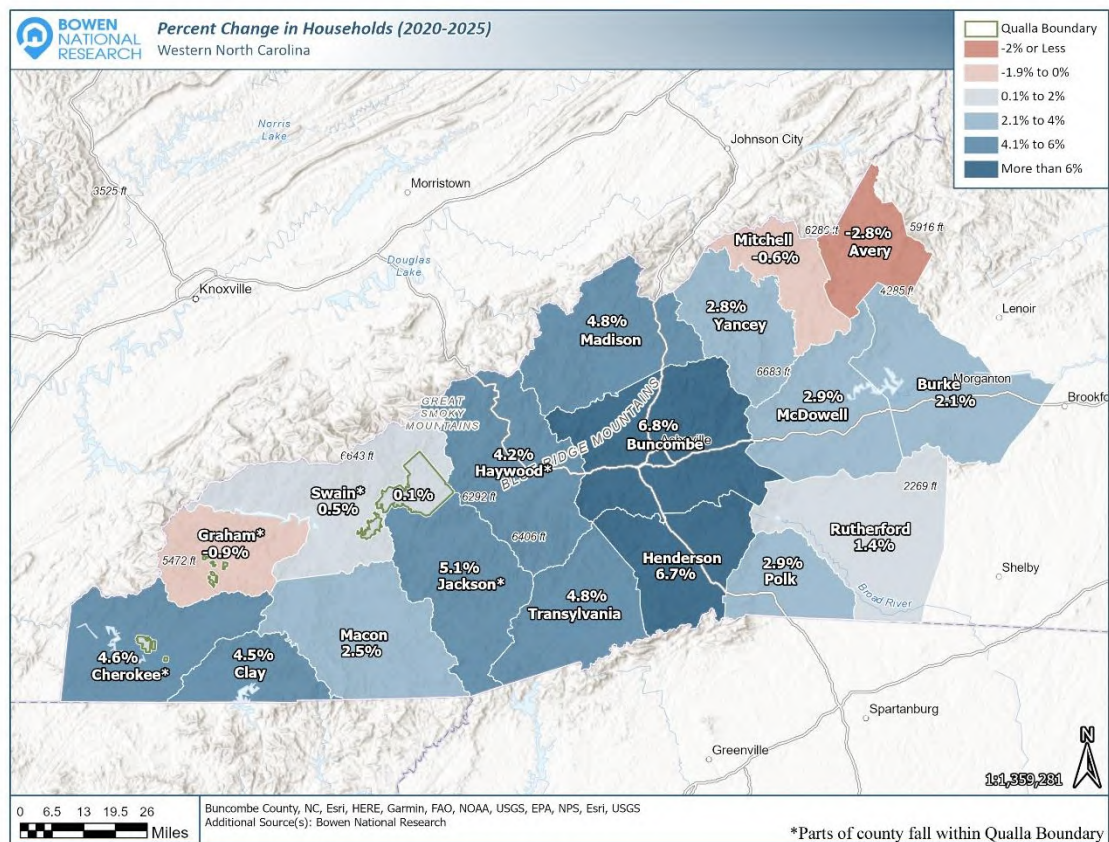 BOWEN
NATIONAL
RESEARCH
Percent Change in Households (2020-2025)
Western North Carolina
Qualla Boundary
-2% or Less
-1.9% to 0%
0.1% to 2%
2.1% to 4%
4.1% to 6%
More than 6%
Norris
Lake
Johnson City
3525 ft
Morristown
Mitchell
-0.6%
-2.8%
Avery
5916 ft
Douglas
Lake
Knoxville
4285 ft
Lenoir
4.8%
Madison
2.8%
Yancey
6683 ft
Burke
Morganton
2.1%
2.9%
McDowell
GREAT
SMOKY
MOUNTAINS
BLUE RIDGE MOUNTAINS
6.8%
Buncombe
4.2%
Haywood*
6643 ft
Swain*
0.5%
0.1%
6292 ft
2269 ft
Rutherford
1.4%
Graham*
-0.9%
5472 ft
5.1%
Jackson*
Henderson
6.7%
2.9%
Polk
Shelby
4.8%
Transylvania
Broad River
Macon
2.5%
4.6%
Cherokee*
4.5%
Clay
Spartanburg
Greenville
N
1:1,359,281
0 6.5 13 19.5 26
Miles
Buncombe County, NC, Esri, HERE, Garmin, FAO, NOAA, USGS, EPA, NPS, Esri, USGS
Additional Source(s): Bowen National Research
*Parts of county fall within Qualla Boundary